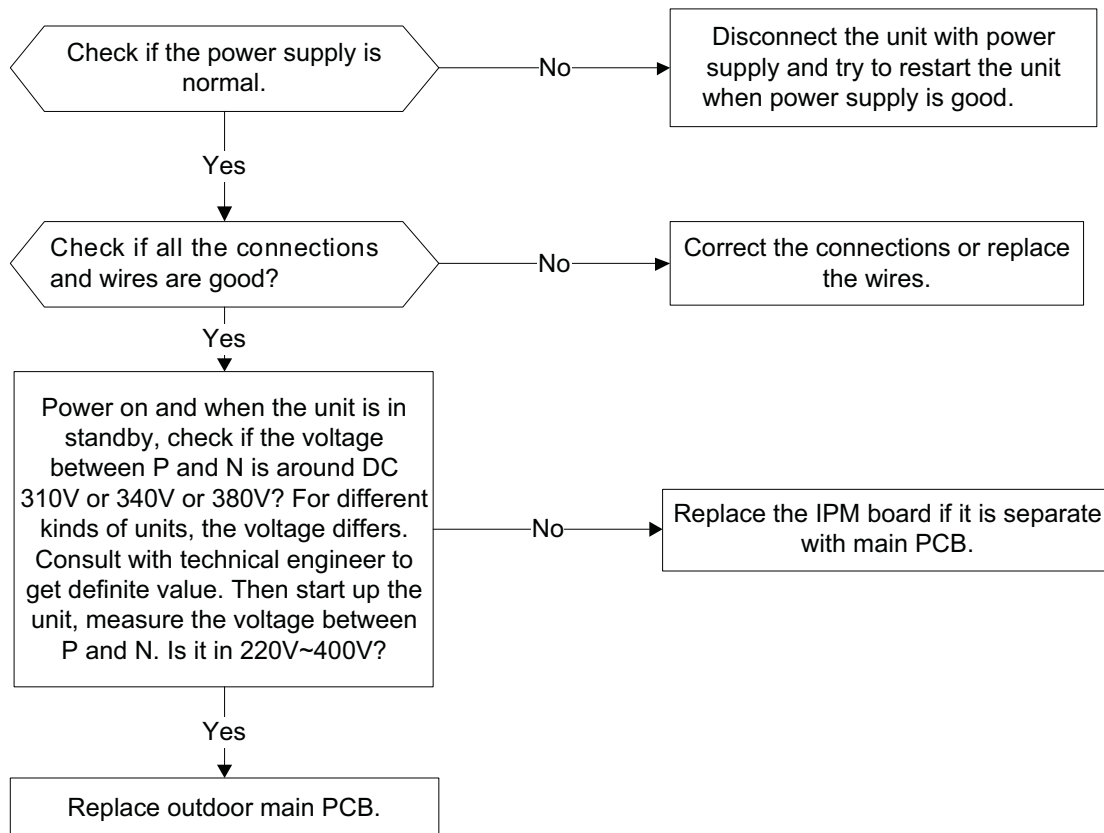 Check if the power supply is
normal.
No
Disconnect the unit with power
supply and try to restart the unit
when power supply is good.
Yes
Check if all the connections
and wires are good?
No
Correct the connections or replace
the wires.
Yes
Power on and when the unit is in
standby, check if the voltage
between P and N is around DC
310V or 340V or 380V? For different
kinds of units, the voltage differs.
Consult with technical engineer to
get definite value. Then start up the
unit, measure the voltage between
P and N. Is it in 220V~400V?
No
Replace the IPM board if it is separate
with main PCB.
Yes
Replace outdoor main PCB.